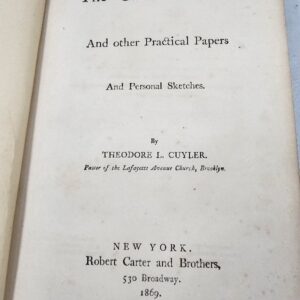 The
And other Practical Papers
And Personal Sketches.
By
THEODORE L. CUYLER.
Pastor of the Lafayette Avenue Church, Brooklyn.
NEW YORK.
Robert Carter and Brothers,
530 Broadway.
1869.